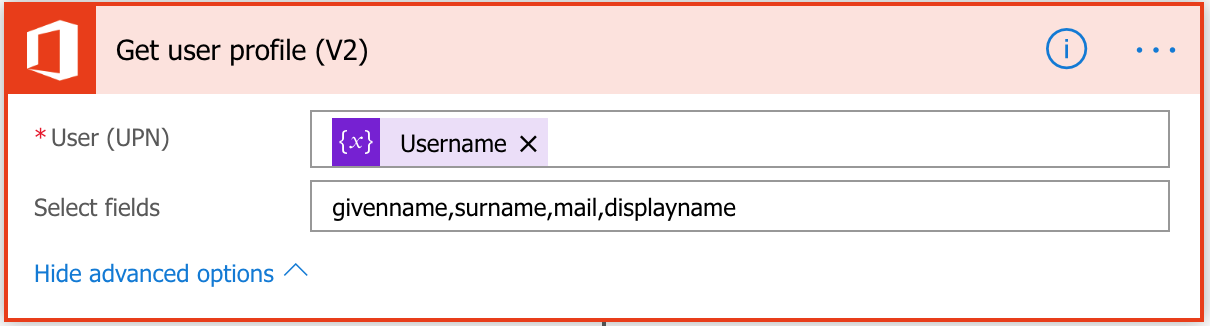 Get user profile (V2)
* User (UPN) {x} Username ×
Select fields givenname,surname,mail,displayname
Hide advanced options